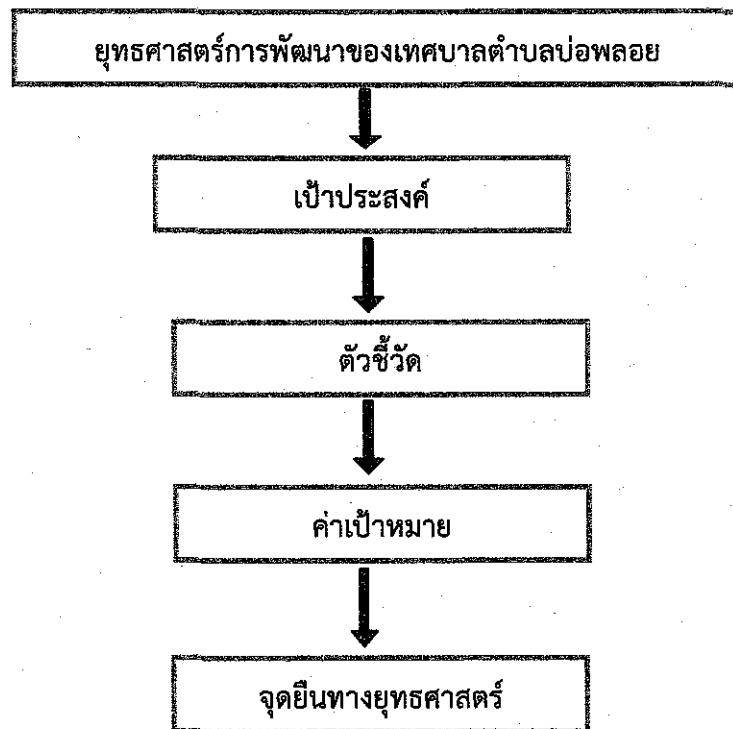 ยุทธศาสตร์การพัฒนาของเทศบาลตำบลบ่อพลอย
เป้าประสงค์
ตัวชี้วัด
ค่าเป้าหมาย
จุดยืนทางยุทธศาสตร์